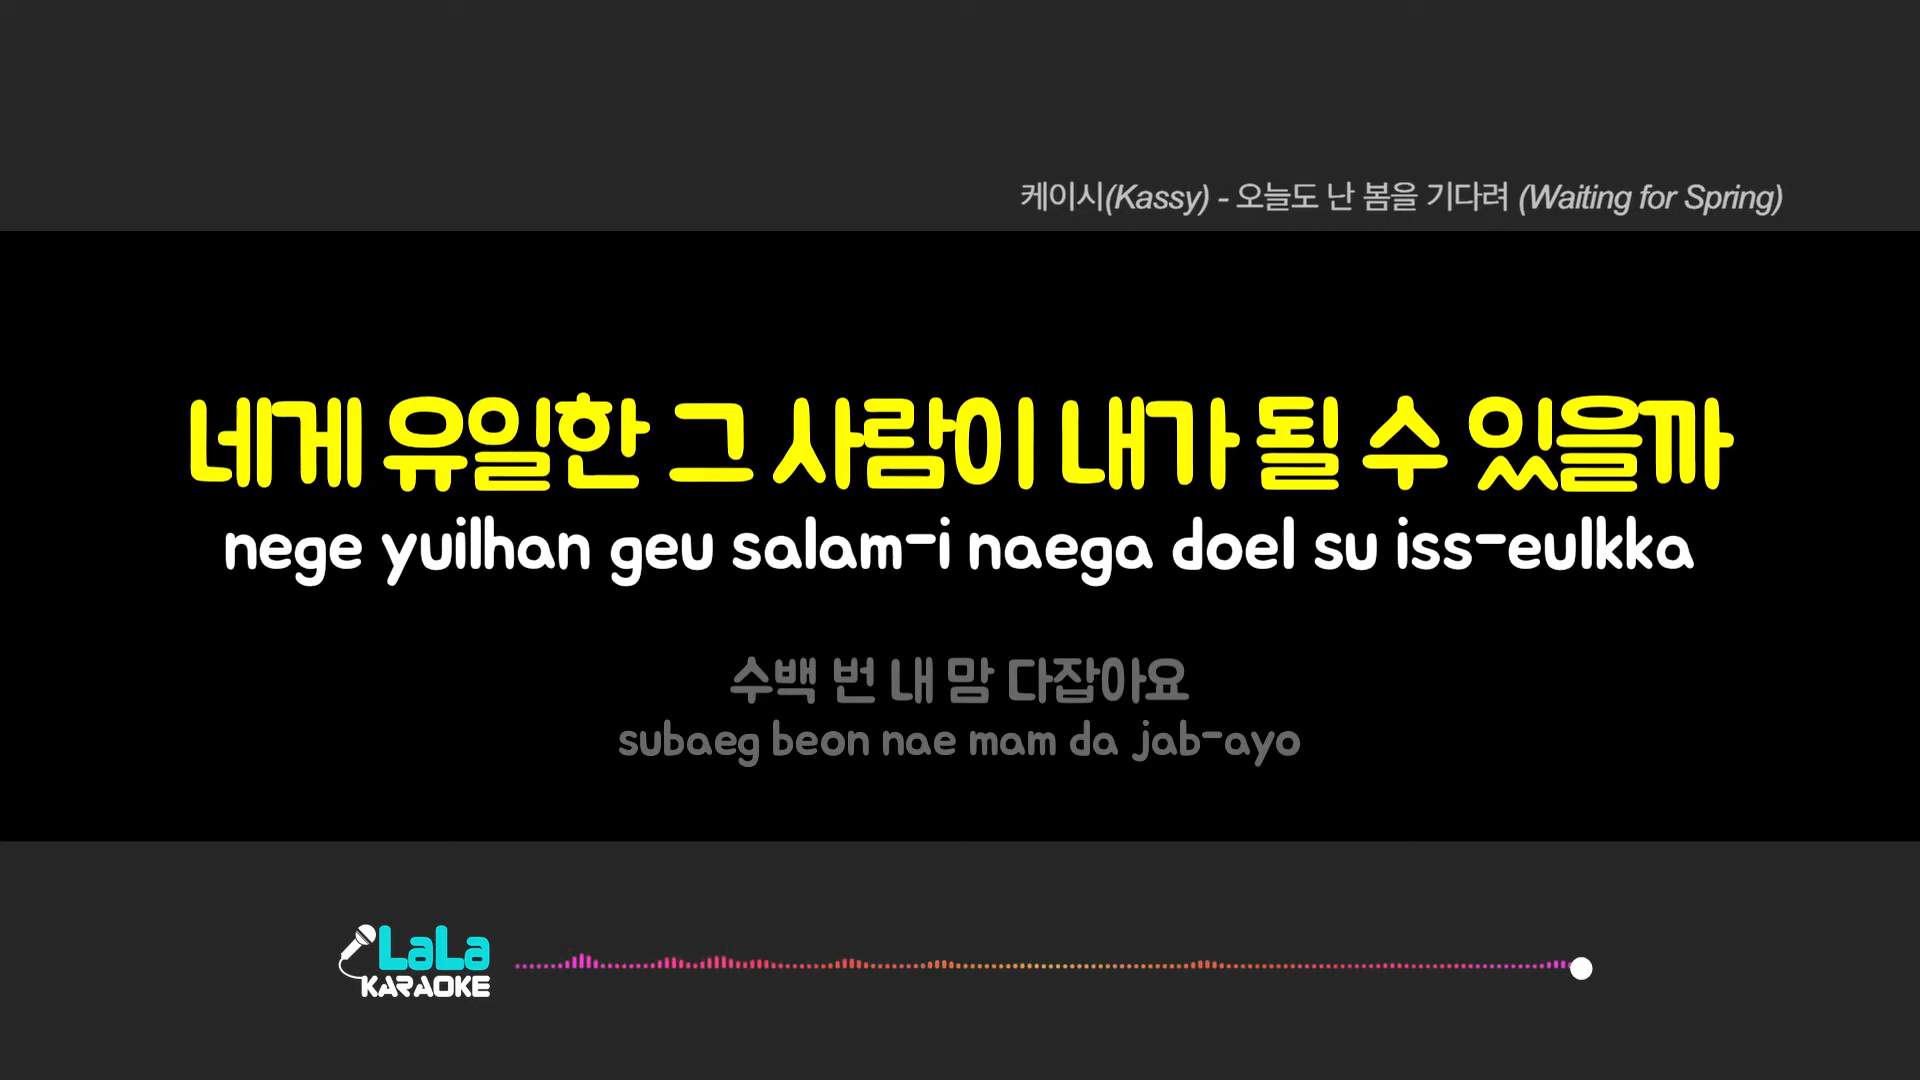 케이시(Kassy) - 오늘도 난 봄을 기다려 (Waiting for Spring)
네게 유일한 그 사람이 내가 될 수 있을까
nege yuilhan geu salam-i naega doel su iss-eulkka
수백 번 내 맘 다잡아요
subaeg beon nae mam da jab-ayo
LaLa
KARAOKE